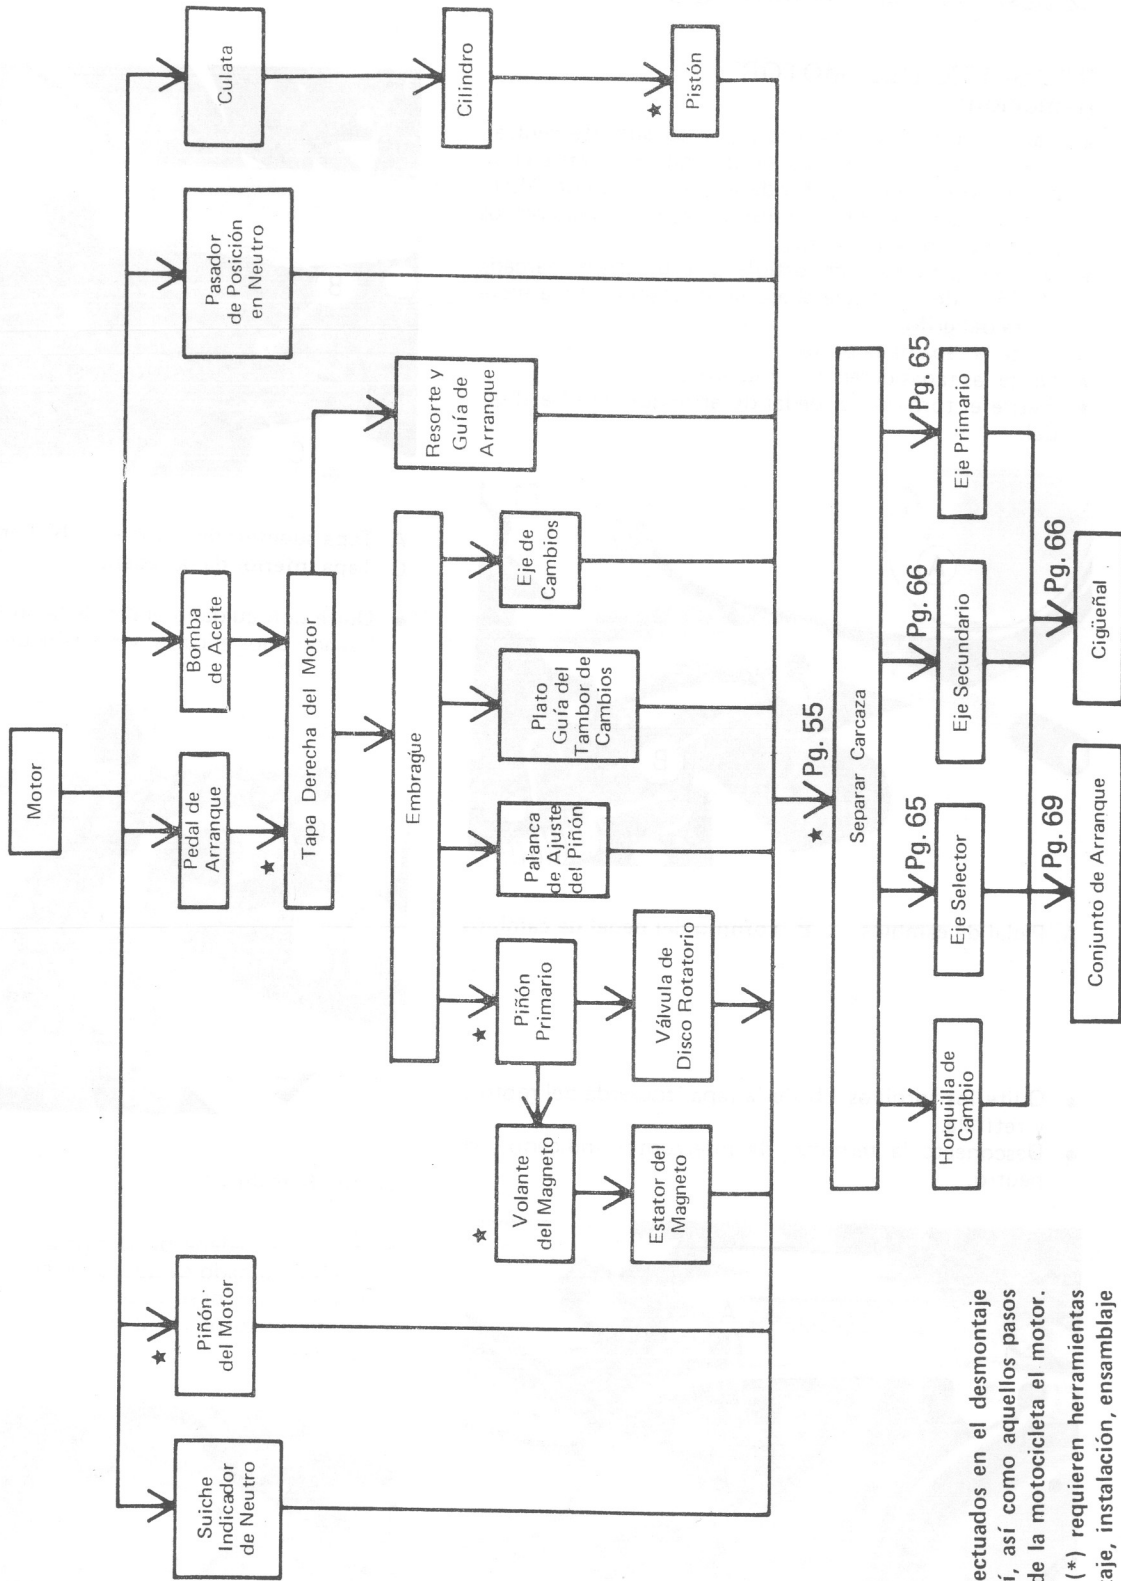 Motor
Suiche
Indicador
de Neutro
★
Piñón
del Motor
Pedal de
Arranque
Bomba
de Aceite
Pasador
de Posición
en Neutro
Culata
★
Tapa Derecha del Motor
Embrague
Resorte y
Guía de
Arranque
Cilindro
★
Volante
del Magneto
★
Piñón
Primario
Palanca
de Ajuste
del Piñón
Plato
Guía del
Tambor de
Cambios
Eje de
Cambios
Estator del
Magneto
Válvula de
Disco Rotatorio
★
Pistón
★ Pg. 55
Separar Carcaza
Horquilla de
Cambio
Pg. 65
Eje Selector
Pg. 66
Eje Secundario
Pg. 65
Eje Primario
Pg. 69
Conjunto de Arranque
Pg. 66
Cigüeñal
ectuados en el desmontaje
í, así como aquellos pasos
de la motocicleta el motor.
(*) requieren herramientas
taje, instalación, ensamblaje